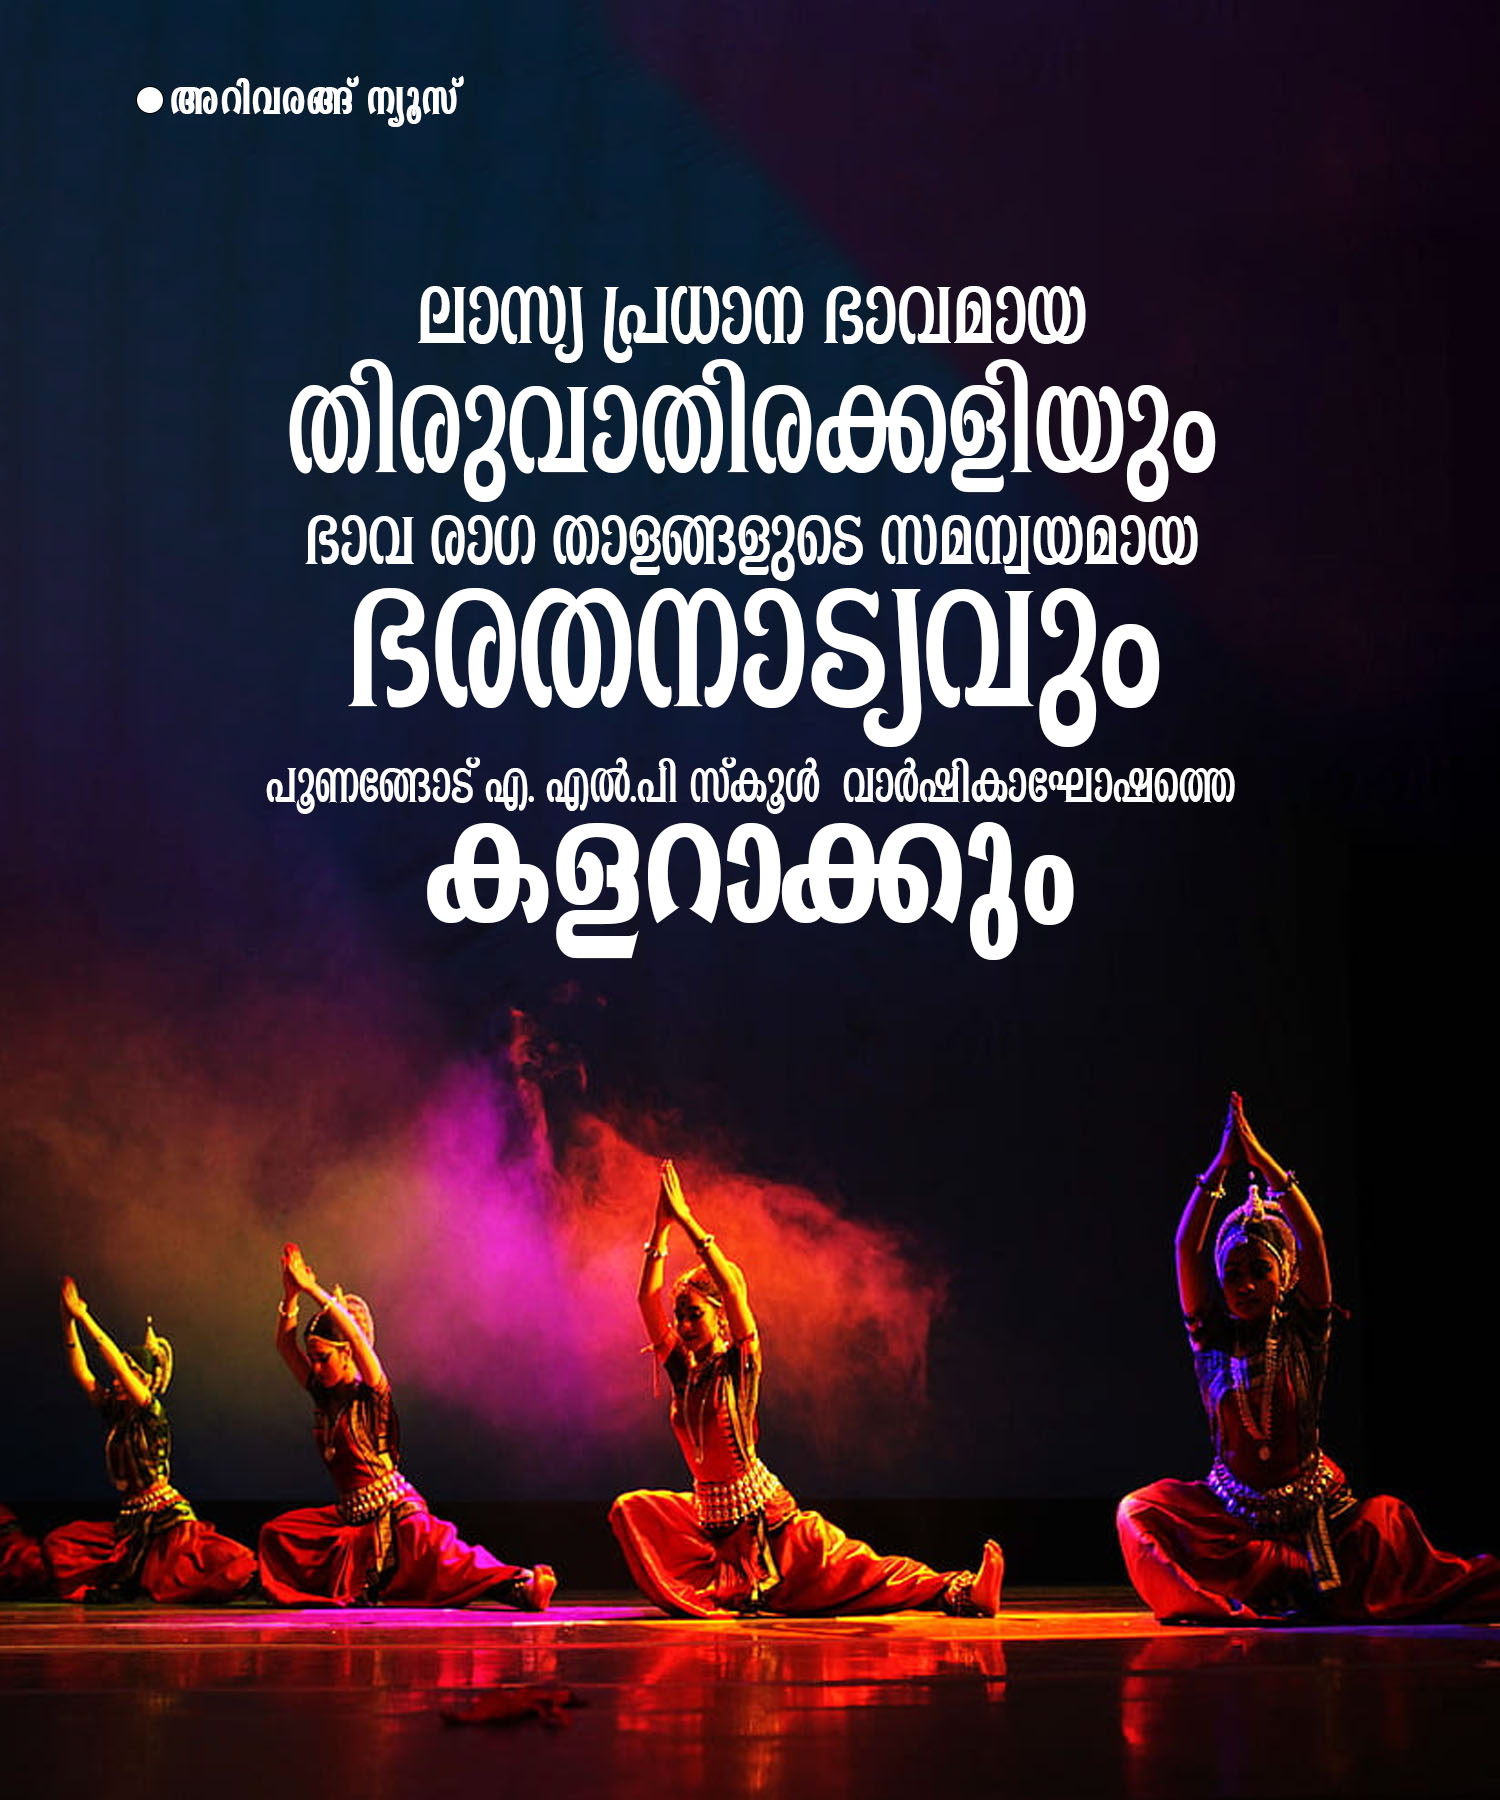 അറിവരങ്ങ് ന്യൂസ്
ലാസ്യ പ്രധാന ഭാവമായ
തിരുവാതിരക്കളിയും
ഭാവ രാഗ താളങ്ങളുടെ സമന്വയമായ
ഭരതനാട്യവും
പൂണങ്ങോട് എ. എൽ.പി സ്കൂൾ വാർഷികാഘോഷത്തെ
കളറാക്കും